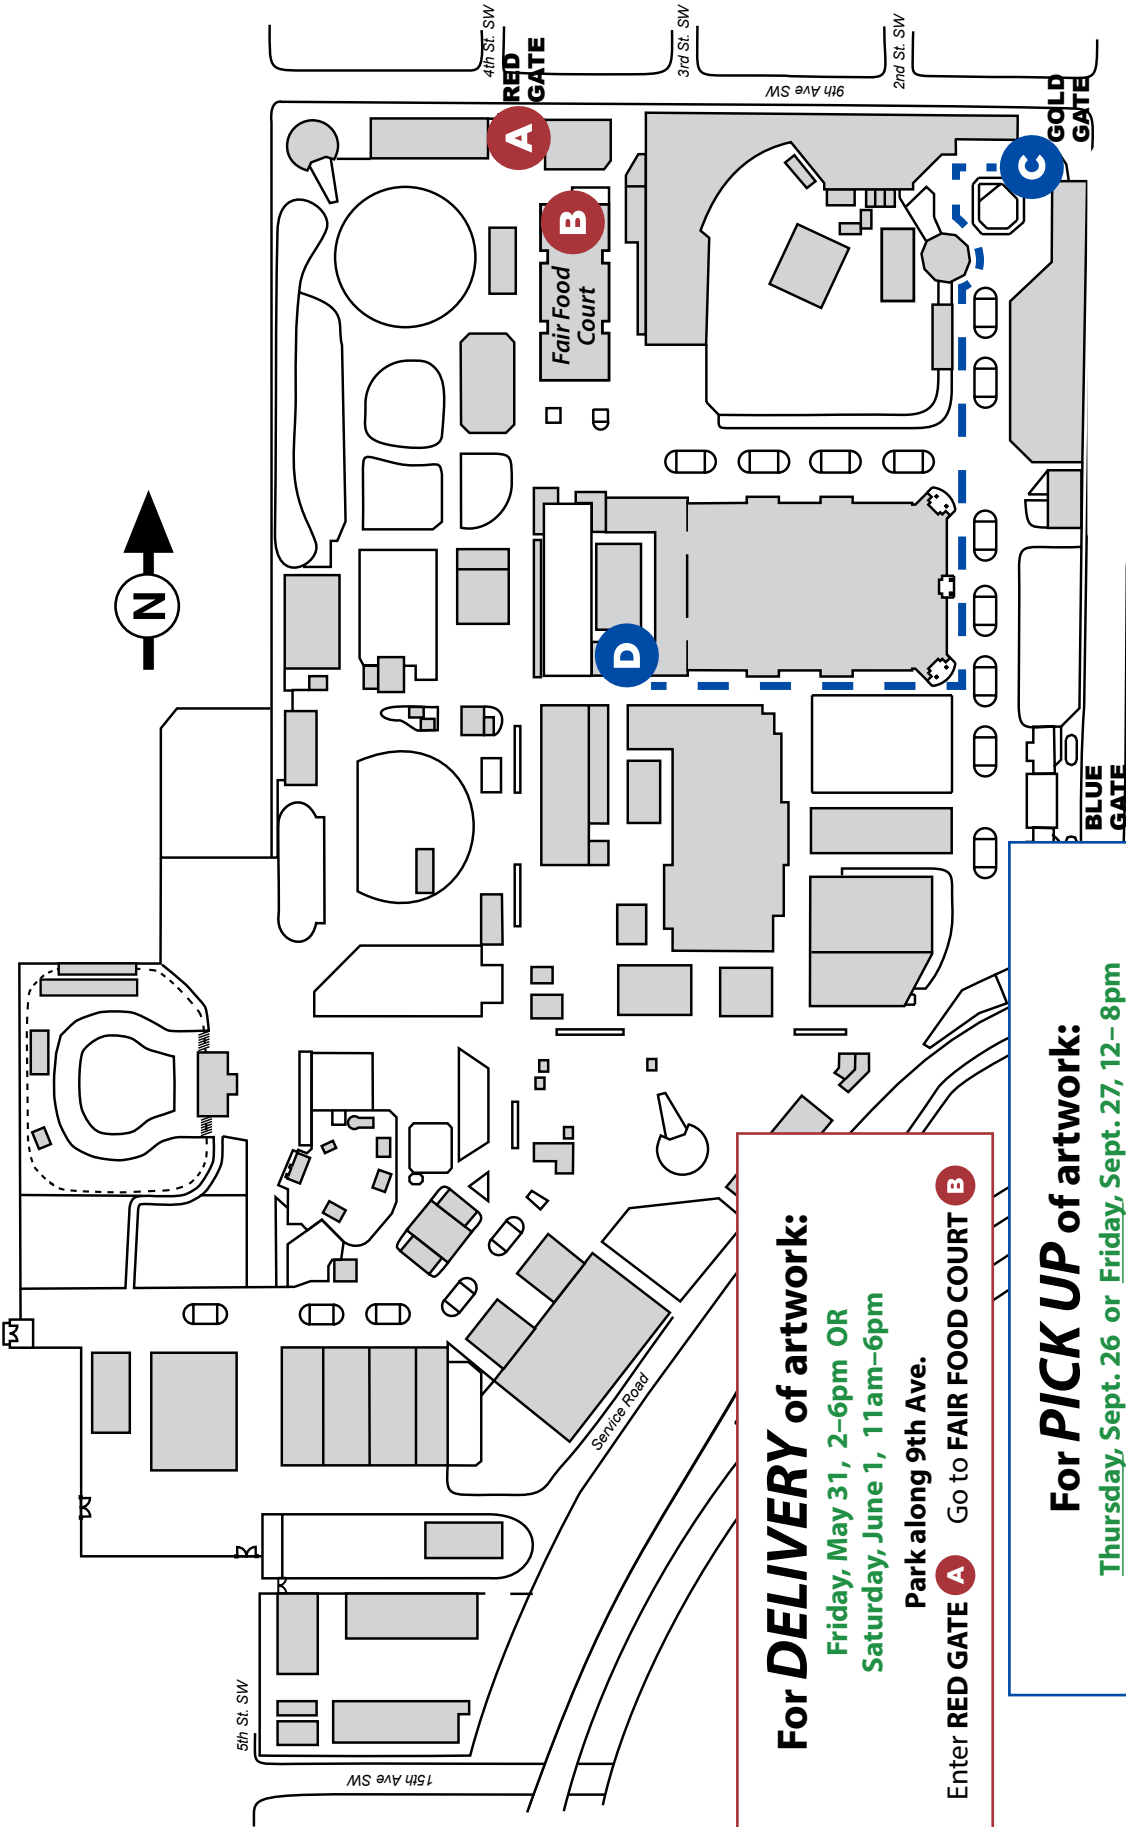 4th St. SW
3rd St. SW
2nd St. SW
RED
GATE
9th Ave SW
GOLD
GATE
A
B
C
Fair Food
Court
N
D
BLUE
GATE
Service Road
5th St. SW
15th Ave SW
For DELIVERY of artwork:
Friday, May 31, 2–6pm OR
Saturday, June 1, 11am–6pm
Park along 9th Ave.
Enter RED GATE A Go to FAIR FOOD COURT B
For PICK UP of artwork:
Thursday, Sept. 26 or Friday, Sept. 27, 12– 8pm